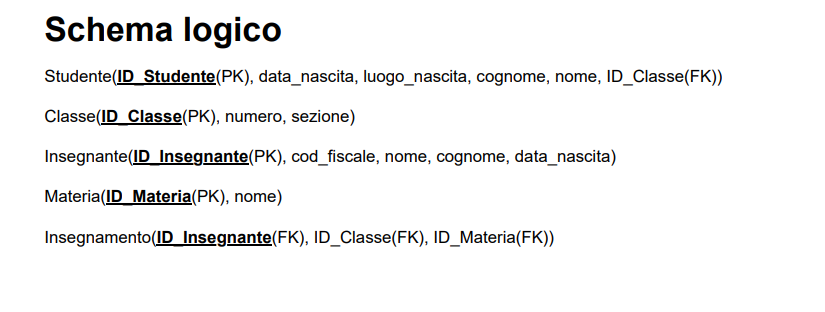 Schema logico
Studente(ID_Studente(PK), data_nascita, luogo_nascita, cognome, nome, ID_Classe(FK))
Classe(ID_Classe(PK), numero, sezione)
Insegnante(ID_Insegnante(PK), cod_fiscale, nome, cognome, data_nascita)
Materia(ID_Materia(PK), nome)
Insegnamento(ID_Insegnante(FK), ID_Classe(FK), ID_Materia(FK))